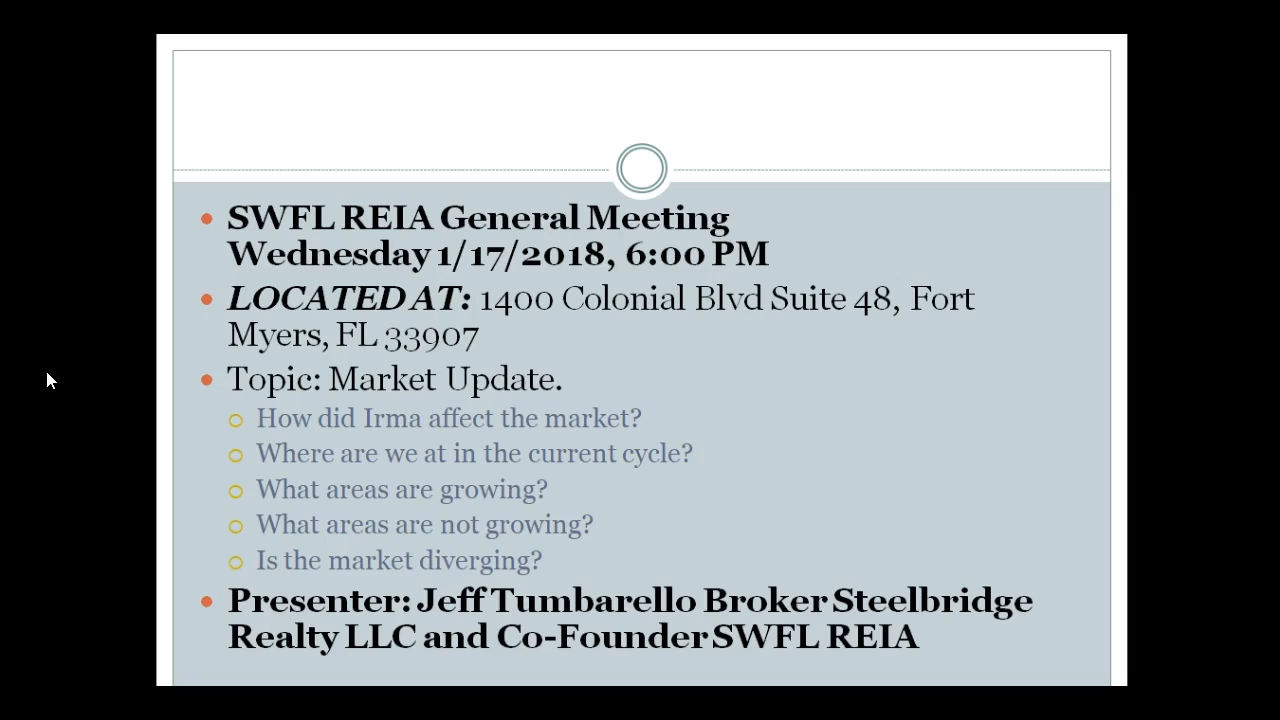 SWFL REIA General Meeting
Wednesday 1/17/2018, 6:00 PM
LOCATED AT: 1400 Colonial Blvd Suite 48, Fort
Myers, FL 33907
Topic: Market Update.
How did Irma affect the market?
Where are we at in the current cycle?
What areas are growing?
What areas are not growing?
Is the market diverging?
Presenter: Jeff Tumbarello Broker Steelbridge
Realty LLC and Co-Founder SWFL REIA